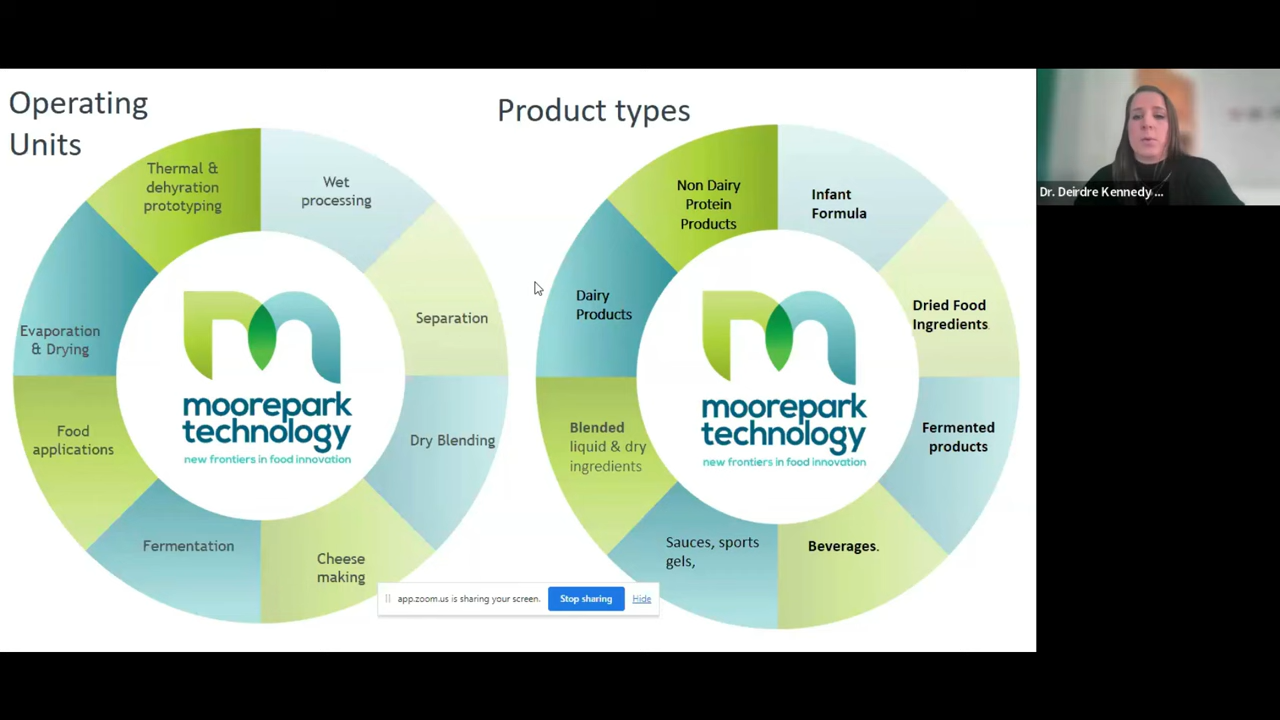 Operating
Units
Thermal &
dehyration
prototyping
Wet
processing
Separation
Dry Blending
Cheese
making
Fermentation
Food
applications
Evaporation
& Drying
moorepark
technology
new frontiers in food innovation
Product types
Non Dairy
Protein
Products
Infant
Formula
Dried Food
Ingredients.
Fermented
products
Beverages.
Sauces, sports
gels,
Blended
liquid & dry
ingredients
Dairy
Products
moorepark
technology
new frontiers in food innovation
app.zoom.us is sharing your screen.
Stop sharing
Hide
Dr. Deirdre Kennedy ...